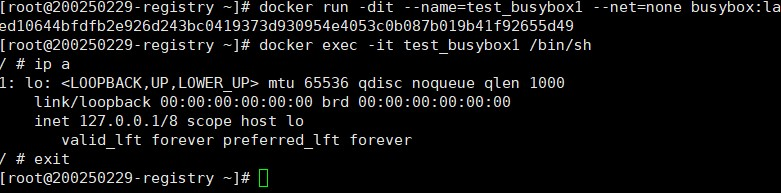 [root@200250229-registry ~]# docker run -dit --name=test_busybox1 --net=none busybox:la
ed10644bfdfb2e926d243bc0419373d930954e4053c0b087b019b41f92655d49
[root@200250229-registry ~]# docker exec -it test_busybox1 /bin/sh
/ # ip a
1: lo: <LOOPBACK,UP,LOWER_UP> mtu 65536 qdisc noqueue qlen 1000
    link/loopback 00:00:00:00:00:00 brd 00:00:00:00:00:00
    inet 127.0.0.1/8 scope host lo
       valid_lft forever preferred_lft forever
/ # exit
[root@200250229-registry ~]#